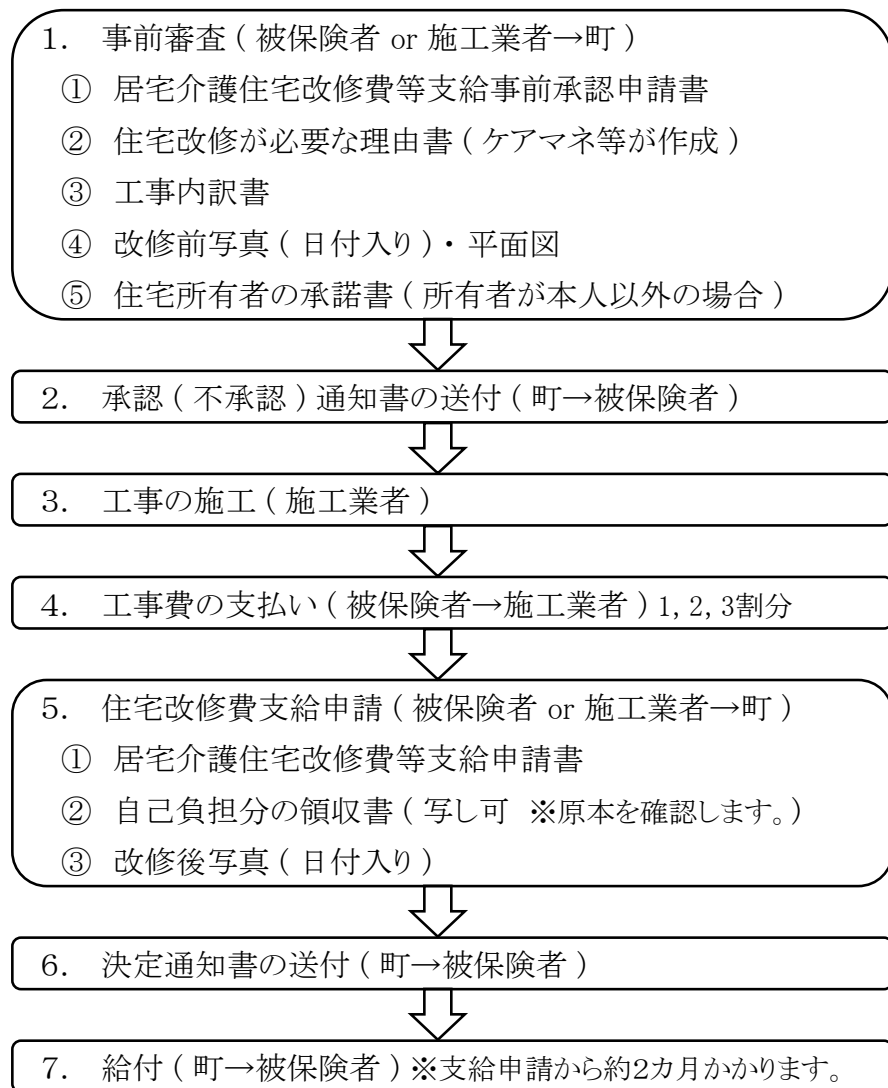 1. 事前審査(被保険者 or 施工業者→町)
① 居宅介護住宅改修費等支給事前承認申請書
② 住宅改修が必要な理由書(ケアマネ等が作成)
③ 工事内訳書
④ 改修前写真(日付入り)・平面図
⑤ 住宅所有者の承諾書(所有者が本人以外の場合)
2. 承認(不承認)通知書の送付(町→被保険者)
3. 工事の施工(施工業者)
4. 工事費の支払い(被保険者→施工業者)1,2,3割分
5. 住宅改修費支給申請(被保険者 or 施工業者→町)
① 居宅介護住宅改修費等支給申請書
② 自己負担分の領収書(写し可 ※原本を確認します。)
③ 改修後写真(日付入り)
6. 決定通知書の送付(町→被保険者)
7. 給付(町→被保険者)※支給申請から約2カ月かかります。